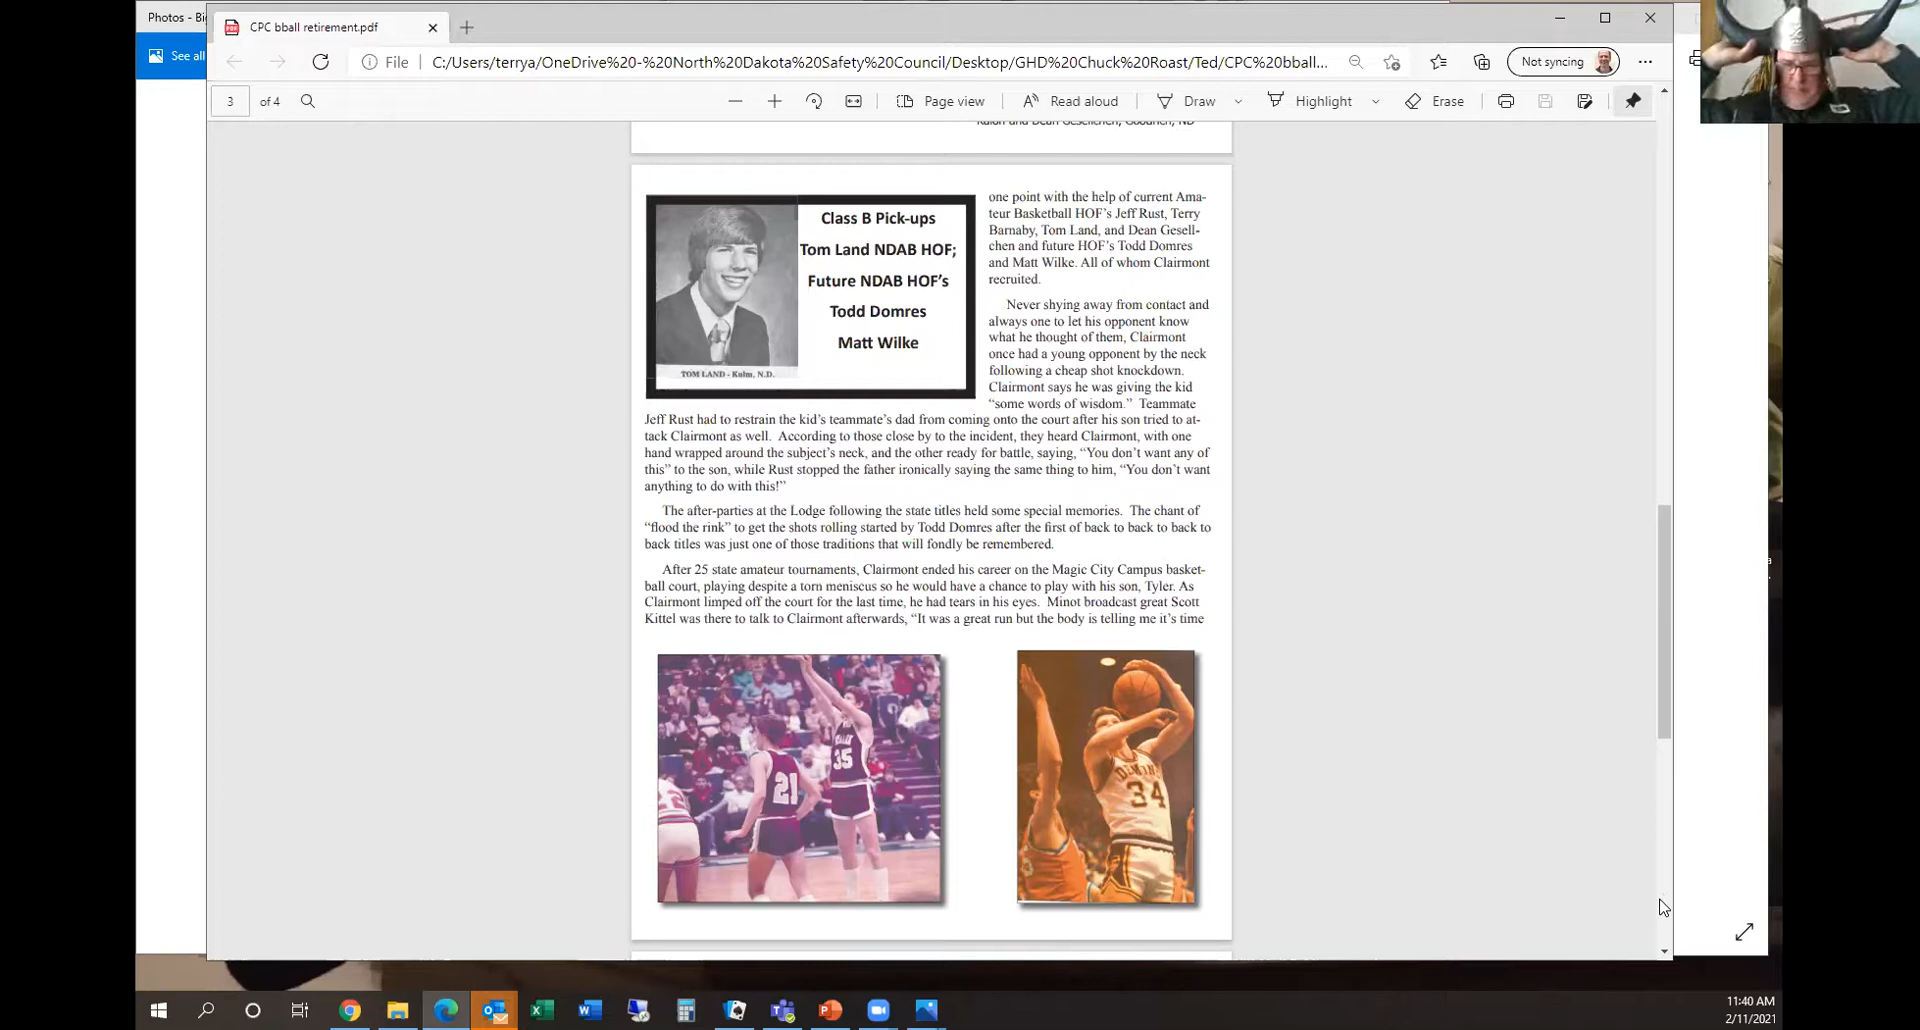 Photos - Bi
CPC bball retirement.pdf
See all
File
C:/Users/terrya/OneDrive%20-%20North%20Dakota%20Safety%20Council/Desktop/GHD%20Chuck%20Roast/Ted/CPC%20bball...
Not syncing
3 of 4
Page view
Read aloud
Draw
Highlight
Erase
Ralon and Dean Gesellchen, Goodrich, ND
Class B Pick-ups
Tom Land NDAB HOF;
Future NDAB HOF's
Todd Domres
Matt Wilke
TOM LAND - Kulm, N.D.
one point with the help of current Ama-
teur Basketball HOF's Jeff Rust, Terry
Barnaby, Tom Land, and Dean Gesell-
chen and future HOF's Todd Domres
and Matt Wilke. All of whom Clairmont
recruited.
Never shying away from contact and
always one to let his opponent know
what he thought of them, Clairmont
once had a young opponent by the neck
following a cheap shot knockdown.
Clairmont says he was giving the kid
“some words of wisdom.” Teammate
Jeff Rust had to restrain the kid's teammate's dad from coming onto the court after his son tried to at-
tack Clairmont as well. According to those close by to the incident, they heard Clairmont, with one
hand wrapped around the subject's neck, and the other ready for battle, saying, “You don't want any of
this” to the son, while Rust stopped the father ironically saying the same thing to him, “You don't want
anything to do with this!”
The after-parties at the Lodge following the state titles held some special memories. The chant of
“flood the rink” to get the shots rolling started by Todd Domres after the first of back to back to back to
back titles was just one of those traditions that will fondly be remembered.
After 25 state amateur tournaments, Clairmont ended his career on the Magic City Campus basket-
ball court, playing despite a torn meniscus so he would have a chance to play with his son, Tyler. As
Clairmont limped off the court for the last time, he had tears in his eyes. Minot broadcast great Scott
Kittel was there to talk to Clairmont afterwards, “It was a great run but the body is telling me it's time
35
21
34
11:40 AM
2/11/2021